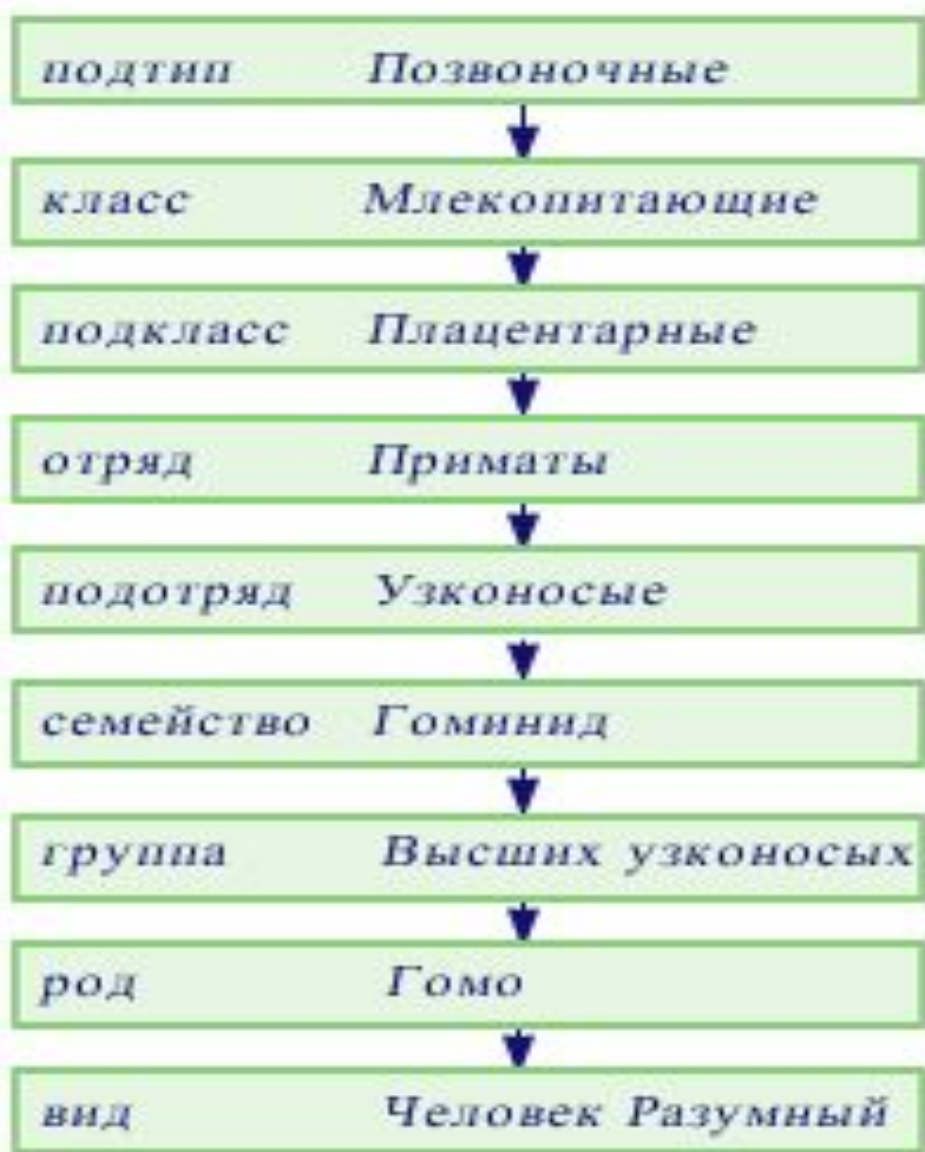 подтип Позвоночные
класс Млекопитающие
подкласс Плацентарные
отряд Приматы
подотряд Узконосые
семейство Гоминид
группа Высших узконосых
род Гомо
вид Человек Разумный